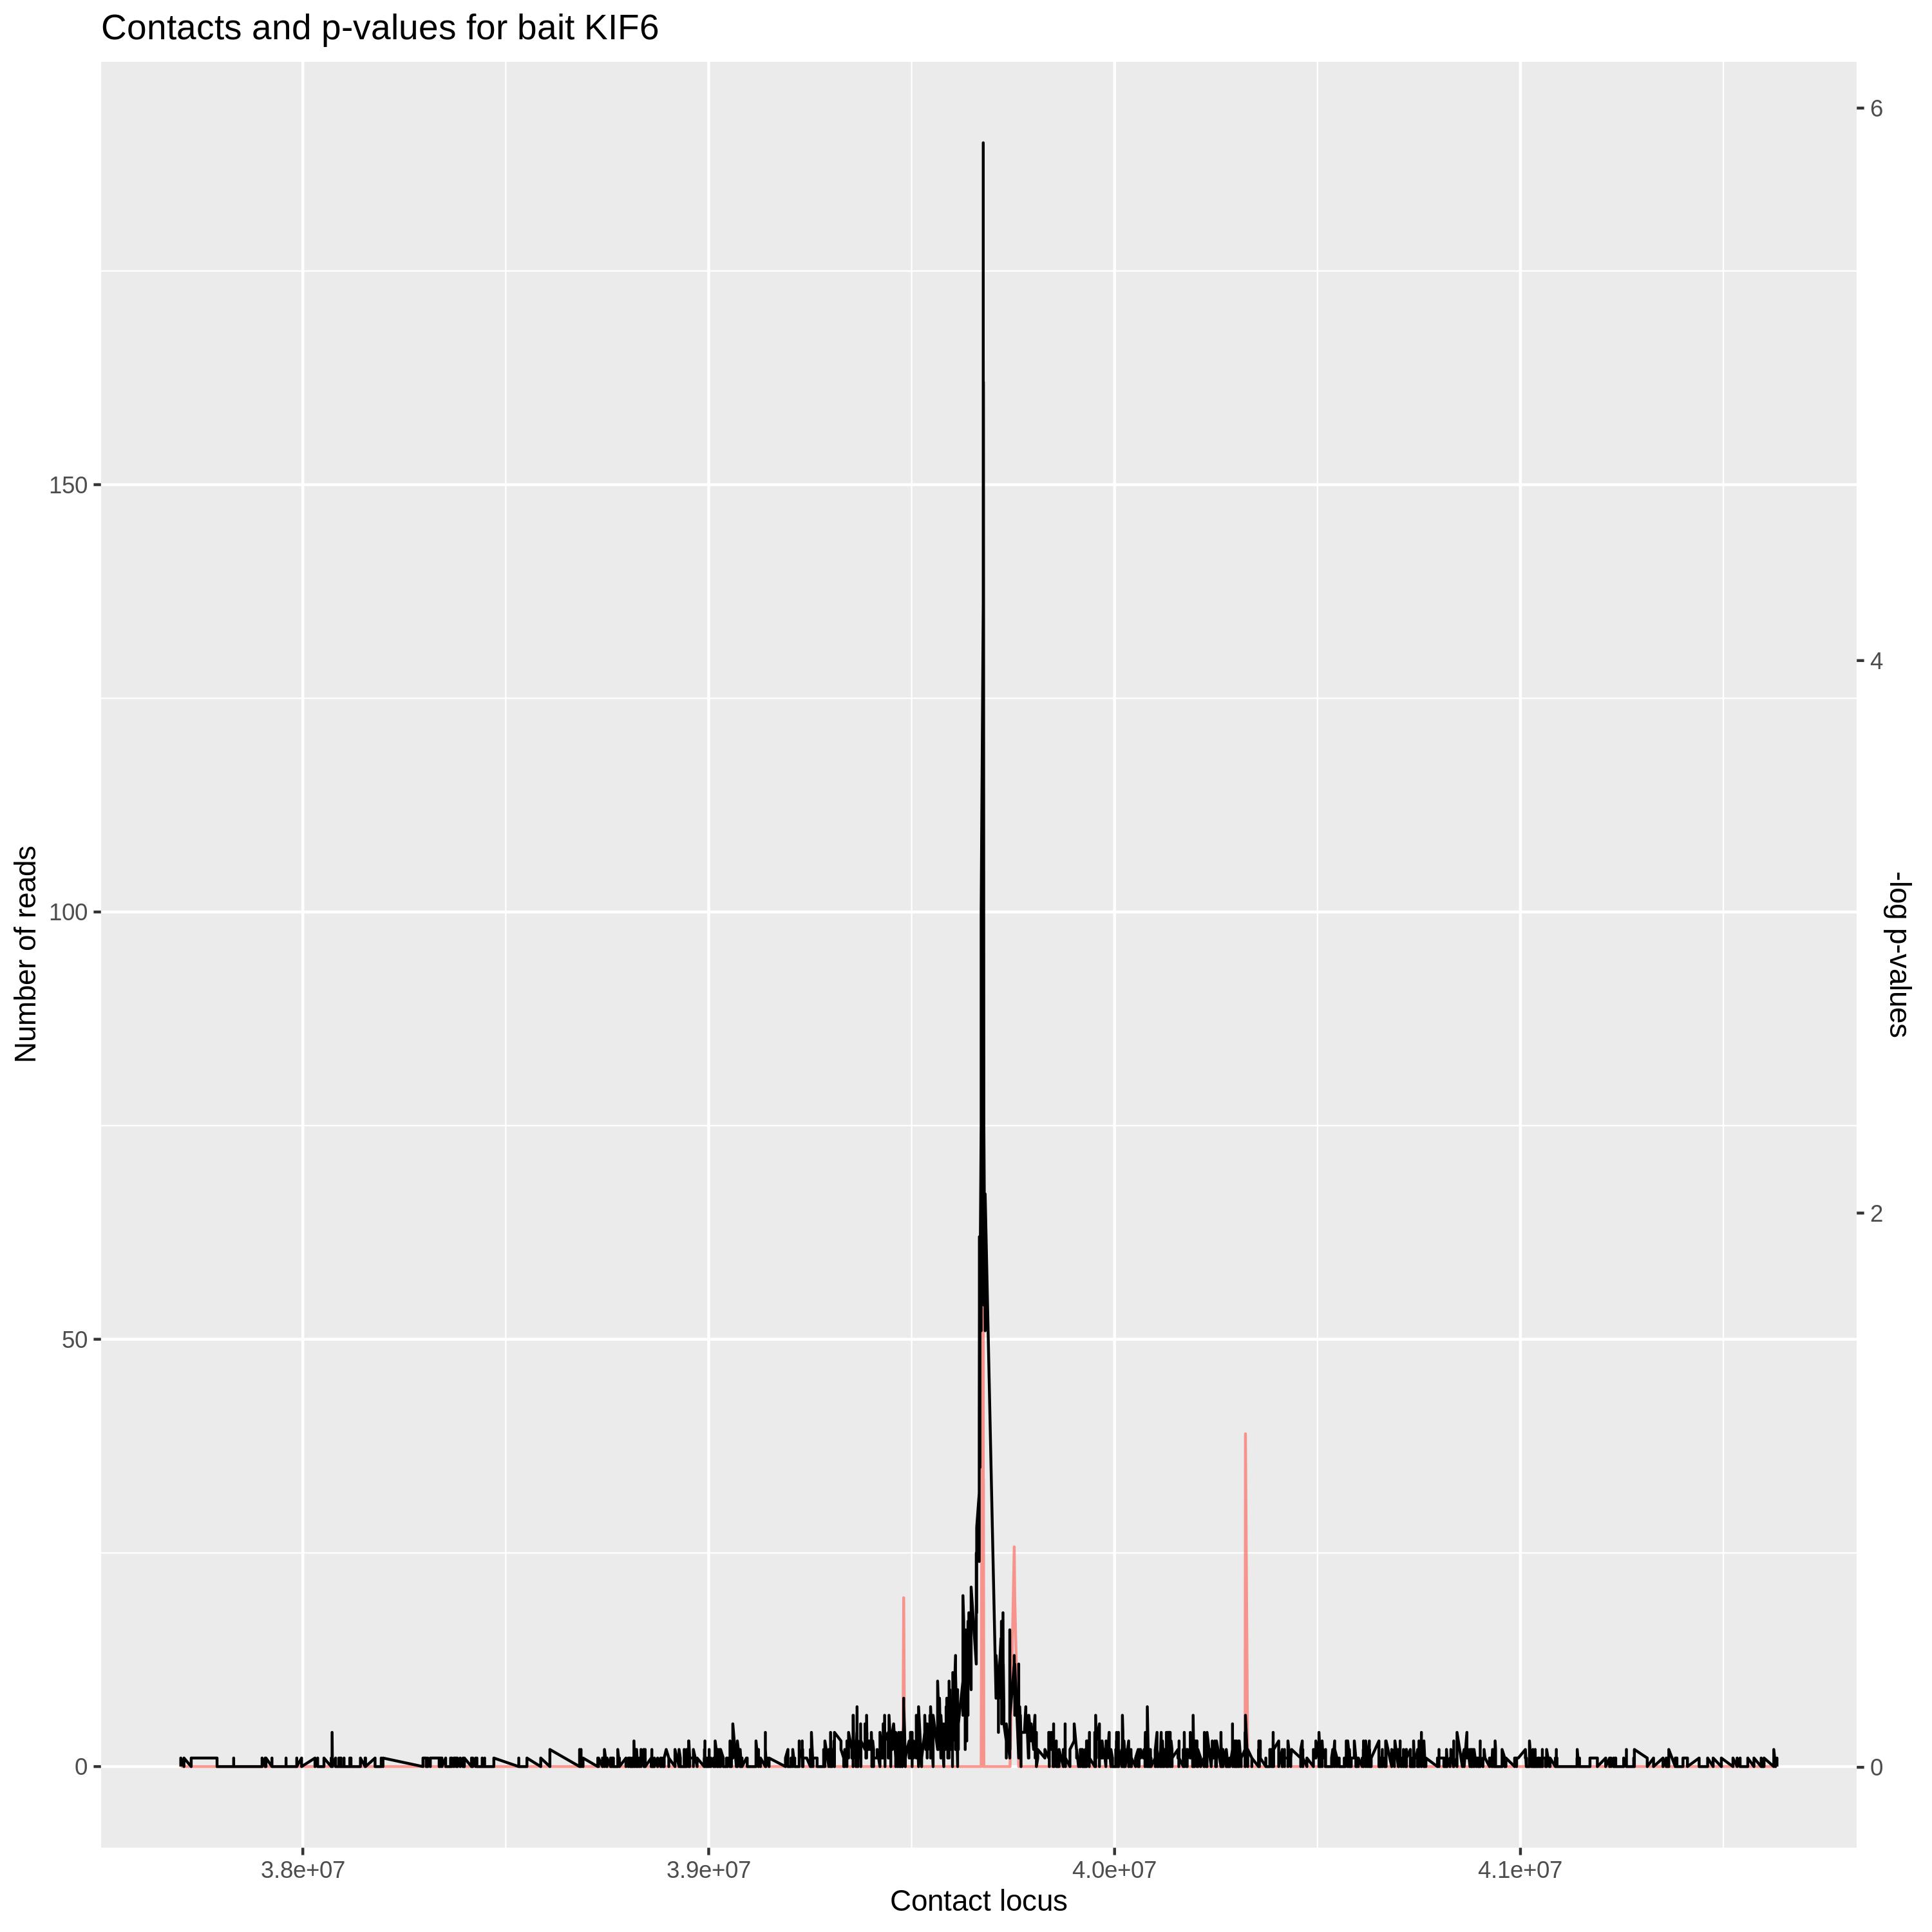 Contacts and p-values for bait KIF6
6
150
4
Number of reads
100
-log p-values
2
50
0
0
3.8e+07 3.9e+07 4.0e+07 4.1e+07
Contact locus